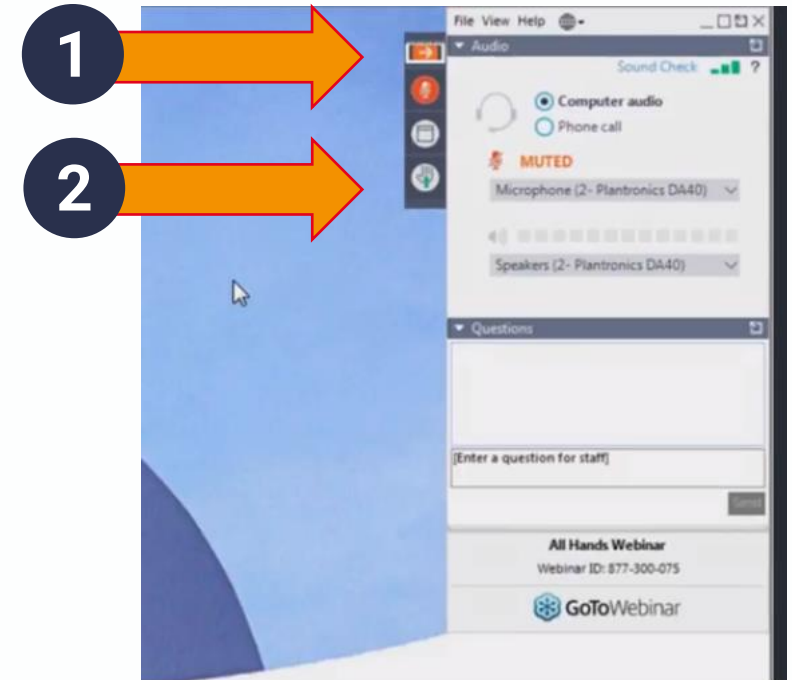 1
2
File View Help
Audio
Sound Check ?
Computer audio
Phone call
MUTED
Microphone (2- Plantronics DA40)
Speakers (2- Plantronics DA40)
Questions
[Enter a question for staff]
Send
All Hands Webinar
Webinar ID: 877-300-075
GoToWebinar